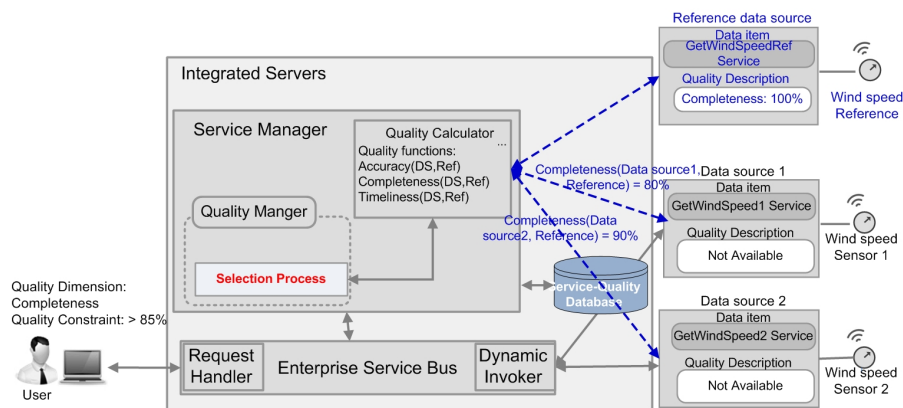 Reference data source
Data item
GetWindSpeedRef
Service
Quality Description
Completeness: 100%
Wind speed
Reference
Integrated Servers
Service Manager
Quality Calculator
...
Quality functions:
Accuracy(DS,Ref)
Completeness(DS,Ref)
Timeliness(DS,Ref)
Quality Manger
Selection Process
Completeness(Data source1,
Reference) = 80%
Completeness(Data
source2, Reference) = 90%
Data source 1
Data item
GetWindSpeed1 Service
Quality Description
Not Available
Wind speed
Sensor 1
Service-Quality
Database
Quality Dimension:
Completeness
Quality Constraint: > 85%
User
Request
Handler
Enterprise Service Bus
Dynamic
Invoker
Data source 2
Data item
GetWindSpeed2 Service
Quality Description
Not Available
Wind speed
Sensor 2